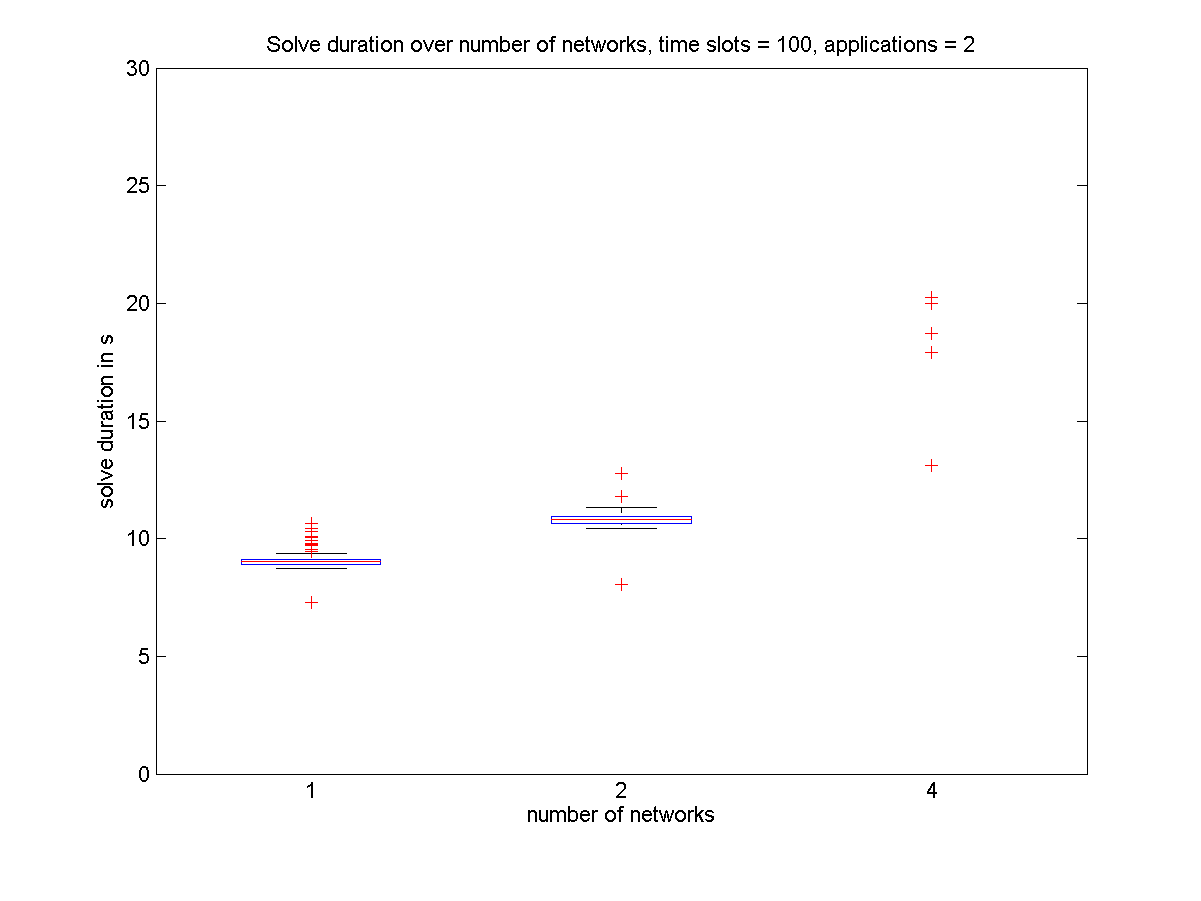 Solve duration over number of networks, time slots = 100, applications = 2
30
25
20
15
10
5
0
solve duration in s
1 2 4
number of networks